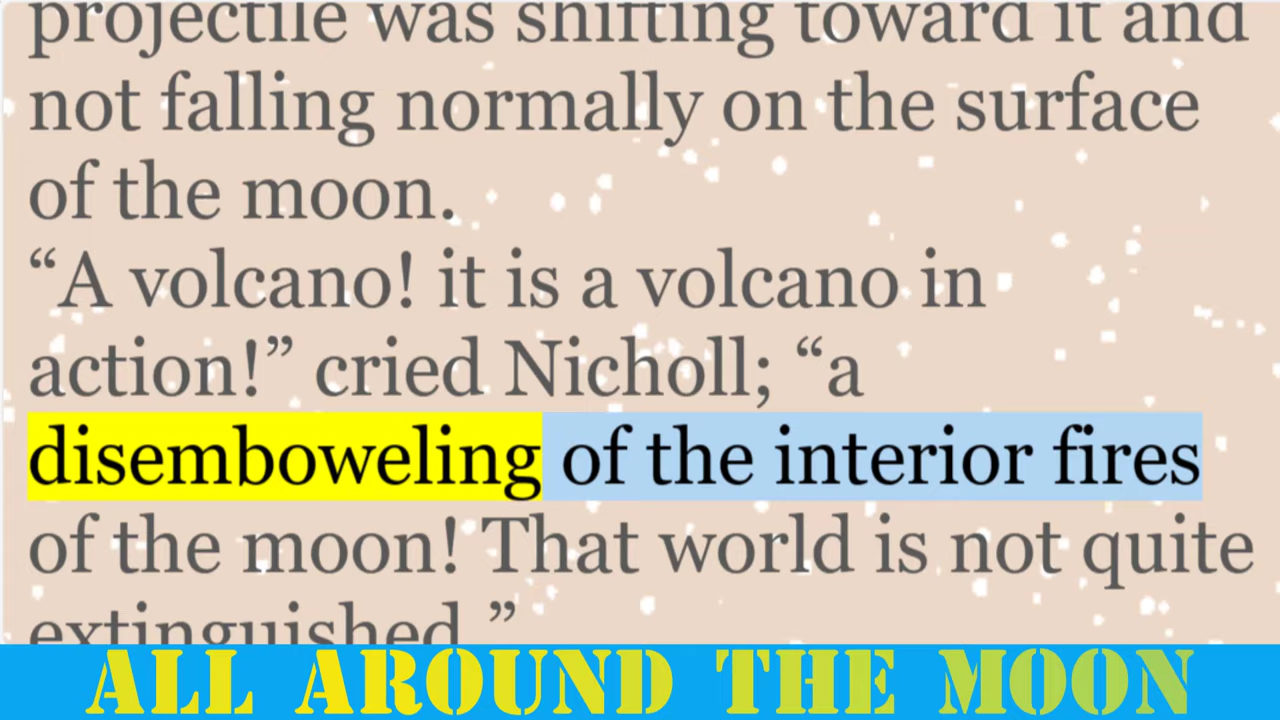 projectile was shifting toward it and
not falling normally on the surface
of the moon.
“A volcano! it is a volcano in
action!” cried Nicholl; “a
disemboweling of the interior fires
of the moon! That world is not quite
extinguished.”
ALL AROUND THE MOON